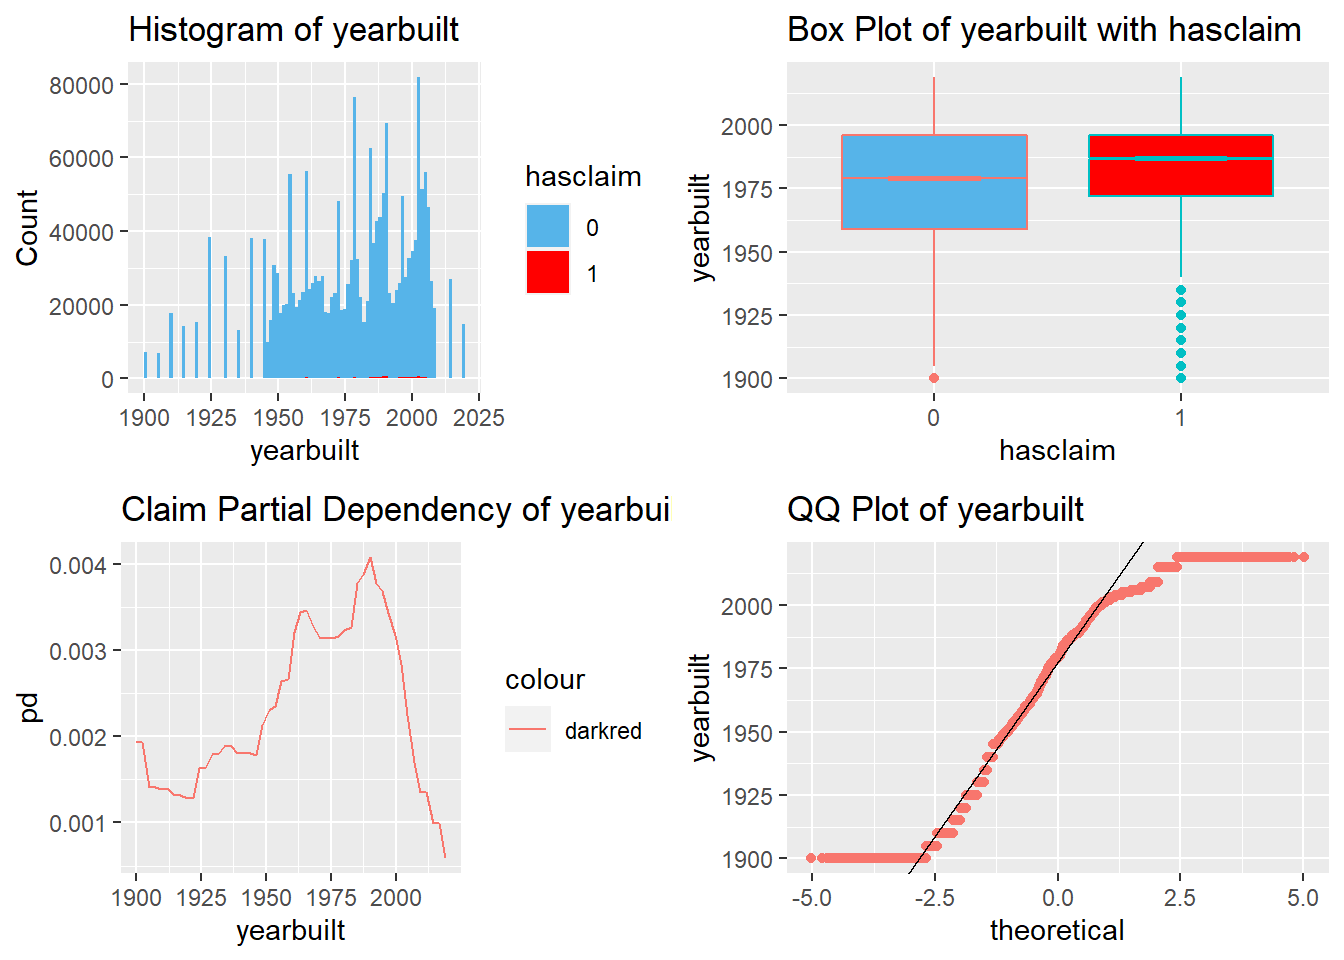 Histogram of yearbuilt
80000
60000
40000
20000
0
Count
1900 1925 1950 1975 2000 2025
yearbuilt
hasclaim
0
1
Box Plot of yearbuilt with hasclaim
2000
1975
1950
1925
1900
yearbuilt
0 1
hasclaim
Claim Partial Dependency of yearbui
0.004
0.003
0.002
0.001
pd
1900 1925 1950 1975 2000
yearbuilt
colour
darkred
QQ Plot of yearbuilt
2000
1975
1950
1925
1900
yearbuilt
-5.0 -2.5 0.0 2.5 5.0
theoretical